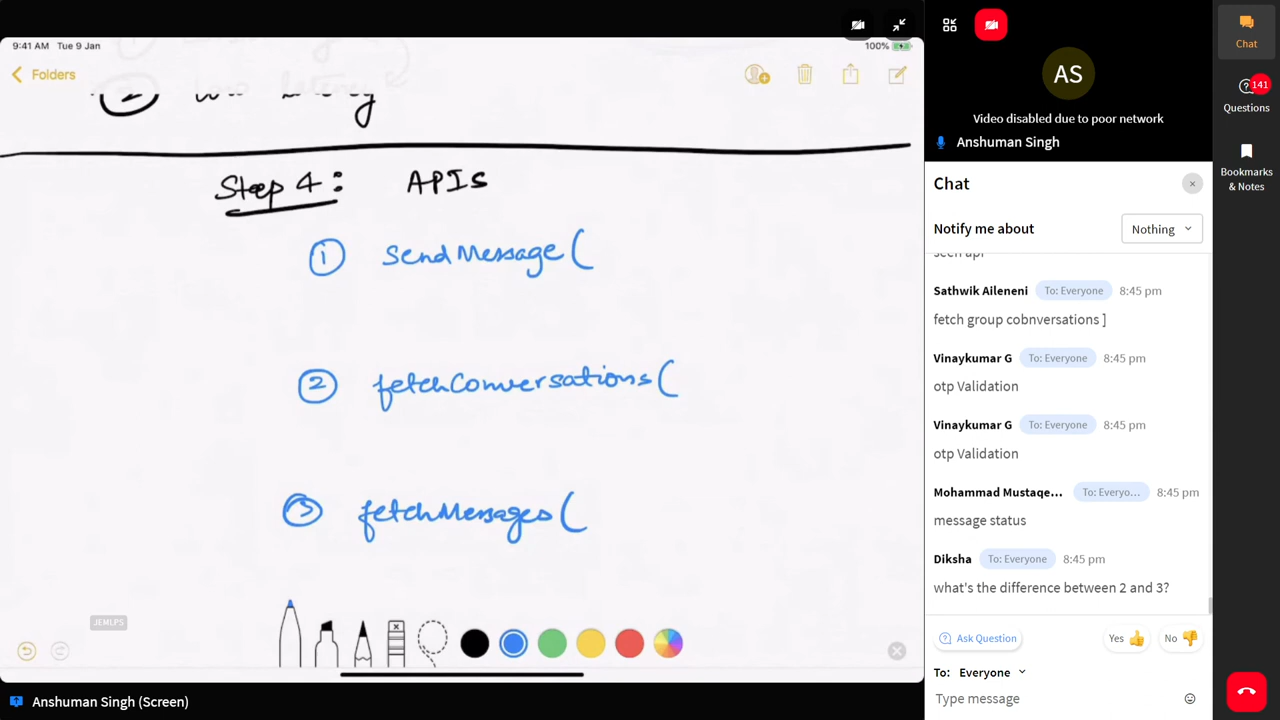 9:41 AM Tue 9 Jan
100%
Folders
②
Step 4: APIs
① sendMessage(
② fetchConversations(
③ fetchMessages(
JEMLPS
Anshuman Singh (Screen)
AS
Video disabled due to poor network
Anshuman Singh
Chat
Notify me about
Nothing
seen api
Sathwik Aileneni To: Everyone 8:45 pm
fetch group cobnversations ]
Vinaykumar G To: Everyone 8:45 pm
otp Validation
Vinaykumar G To: Everyone 8:45 pm
otp Validation
Mohammad Mustaqe... To: Everyo... 8:45 pm
message status
Diksha To: Everyone 8:45 pm
what's the difference between 2 and 3?
Ask Question
Yes 👍
No 👎
To: Everyone
Type message
Chat
141
Questions
Bookmarks
& Notes